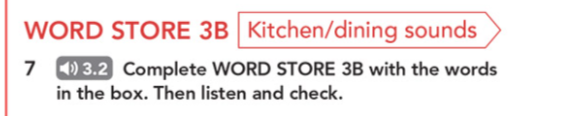 WORD STORE 3B Kitchen/dining sounds
7 3.2 Complete WORD STORE 3B with the words
in the box. Then listen and check.